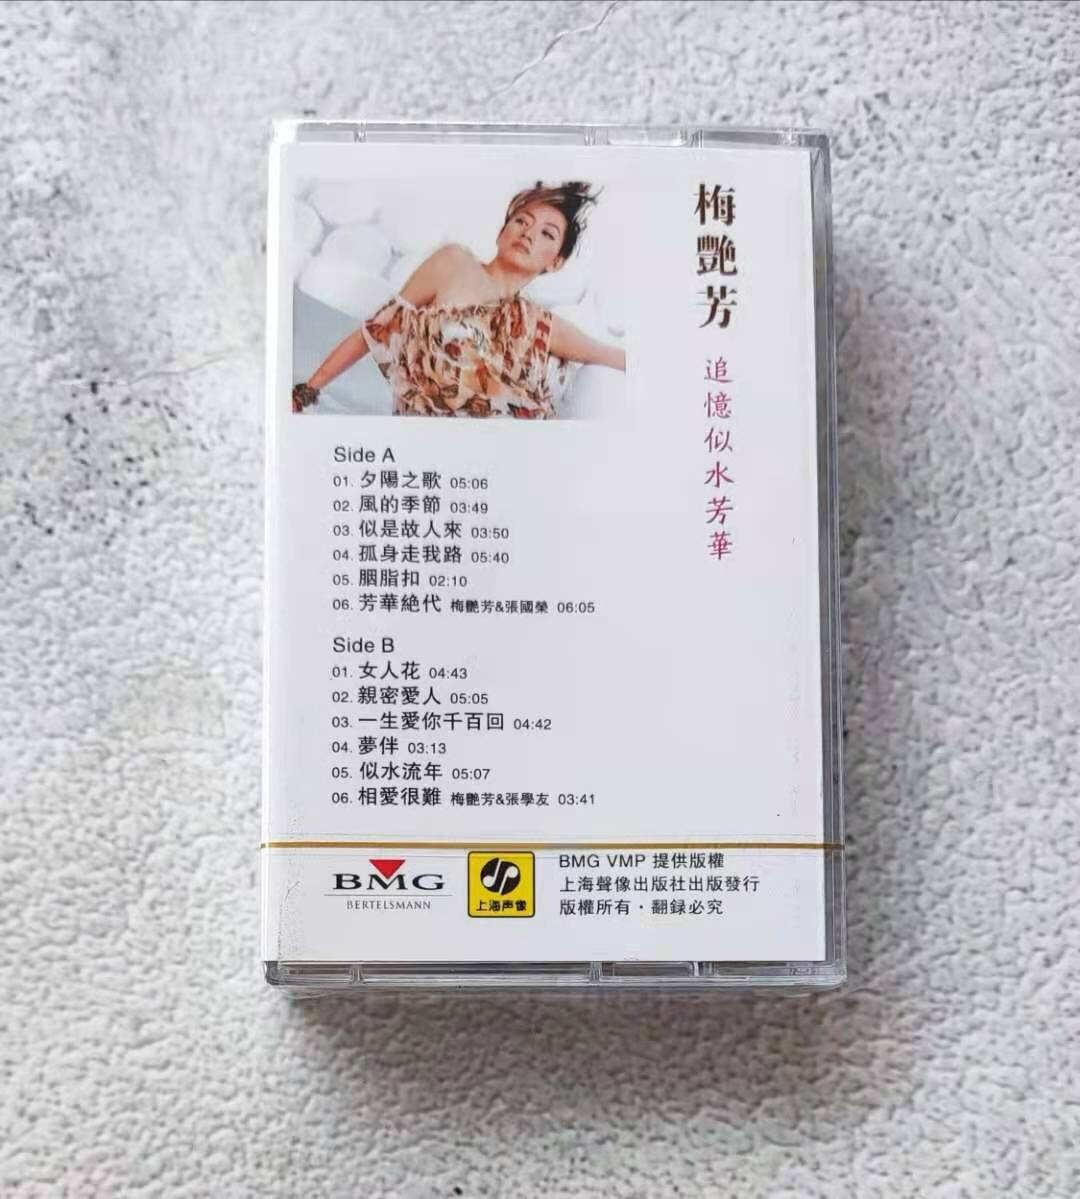 梅艷芳
追憶似水芳華
Side A
01. 夕陽之歌 05:06
02. 風的季節 03:49
03. 似是故人來 03:50
04. 孤身走我路 05:40
05. 胭脂扣 02:10
06. 芳華絕代 梅艷芳&張國榮 06:05
Side B
01. 女人花 04:43
02. 親密愛人 05:05
03. 一生愛你千百回 04:42
04. 夢伴 03:13
05. 似水流年 05:07
06. 相愛很難 梅艷芳&張學友 03:41
BMG
BERTELSMANN
上海声像
BMG VMP 提供版權
上海聲像出版社出版發行
版權所有·翻録必究